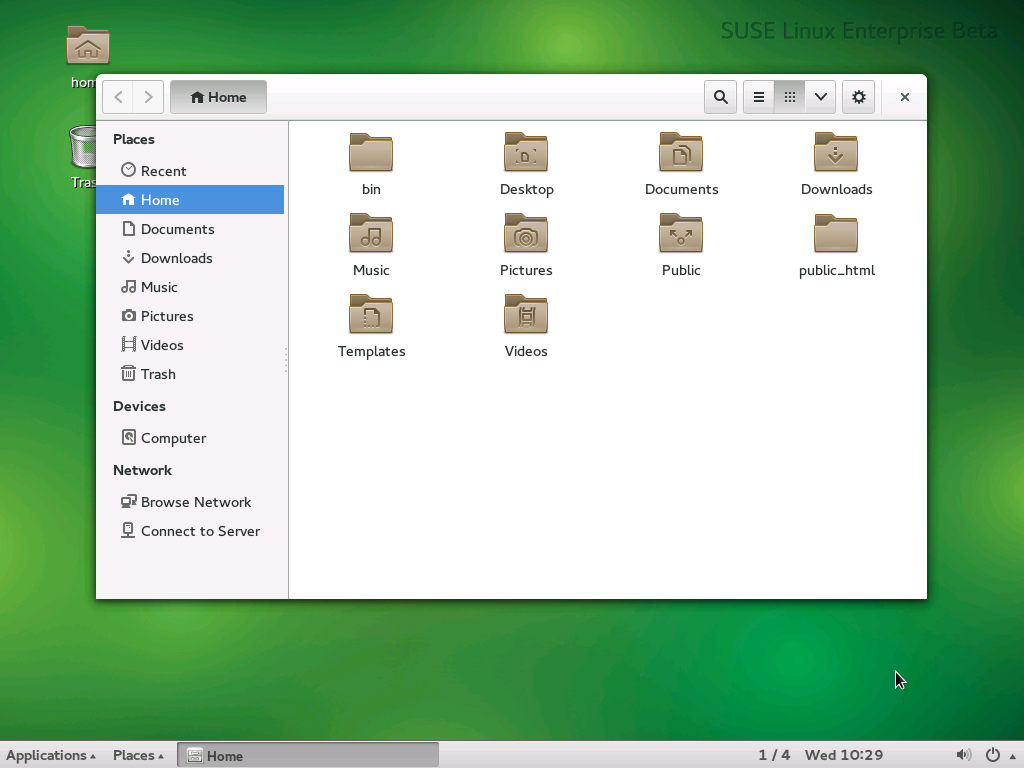 SUSE Linux Enterprise Beta
Home
Places
Recent
Home
Documents
Downloads
Music
Pictures
Videos
Trash
Devices
Computer
Network
Browse Network
Connect to Server
bin
Desktop
Documents
Downloads
Music
Pictures
Public
public_html
Templates
Videos
Applications
Places
Home
1 / 4
Wed 10:29